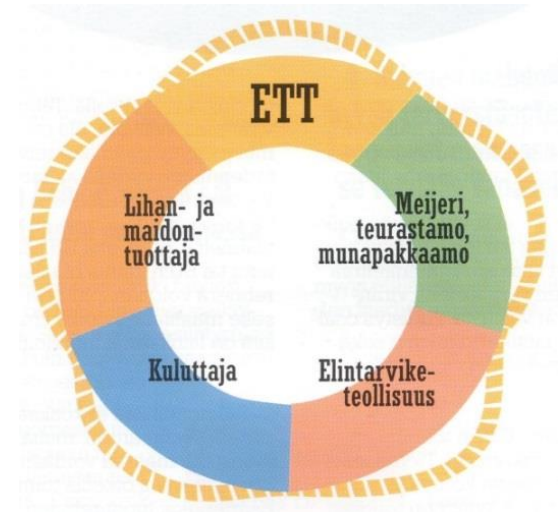 ETT
Meijeri,
teurastamo,
munapakkaamo
Elintarvike-
teollisuus
Kuluttaja
Lihan- ja
maidon-
tuottaja